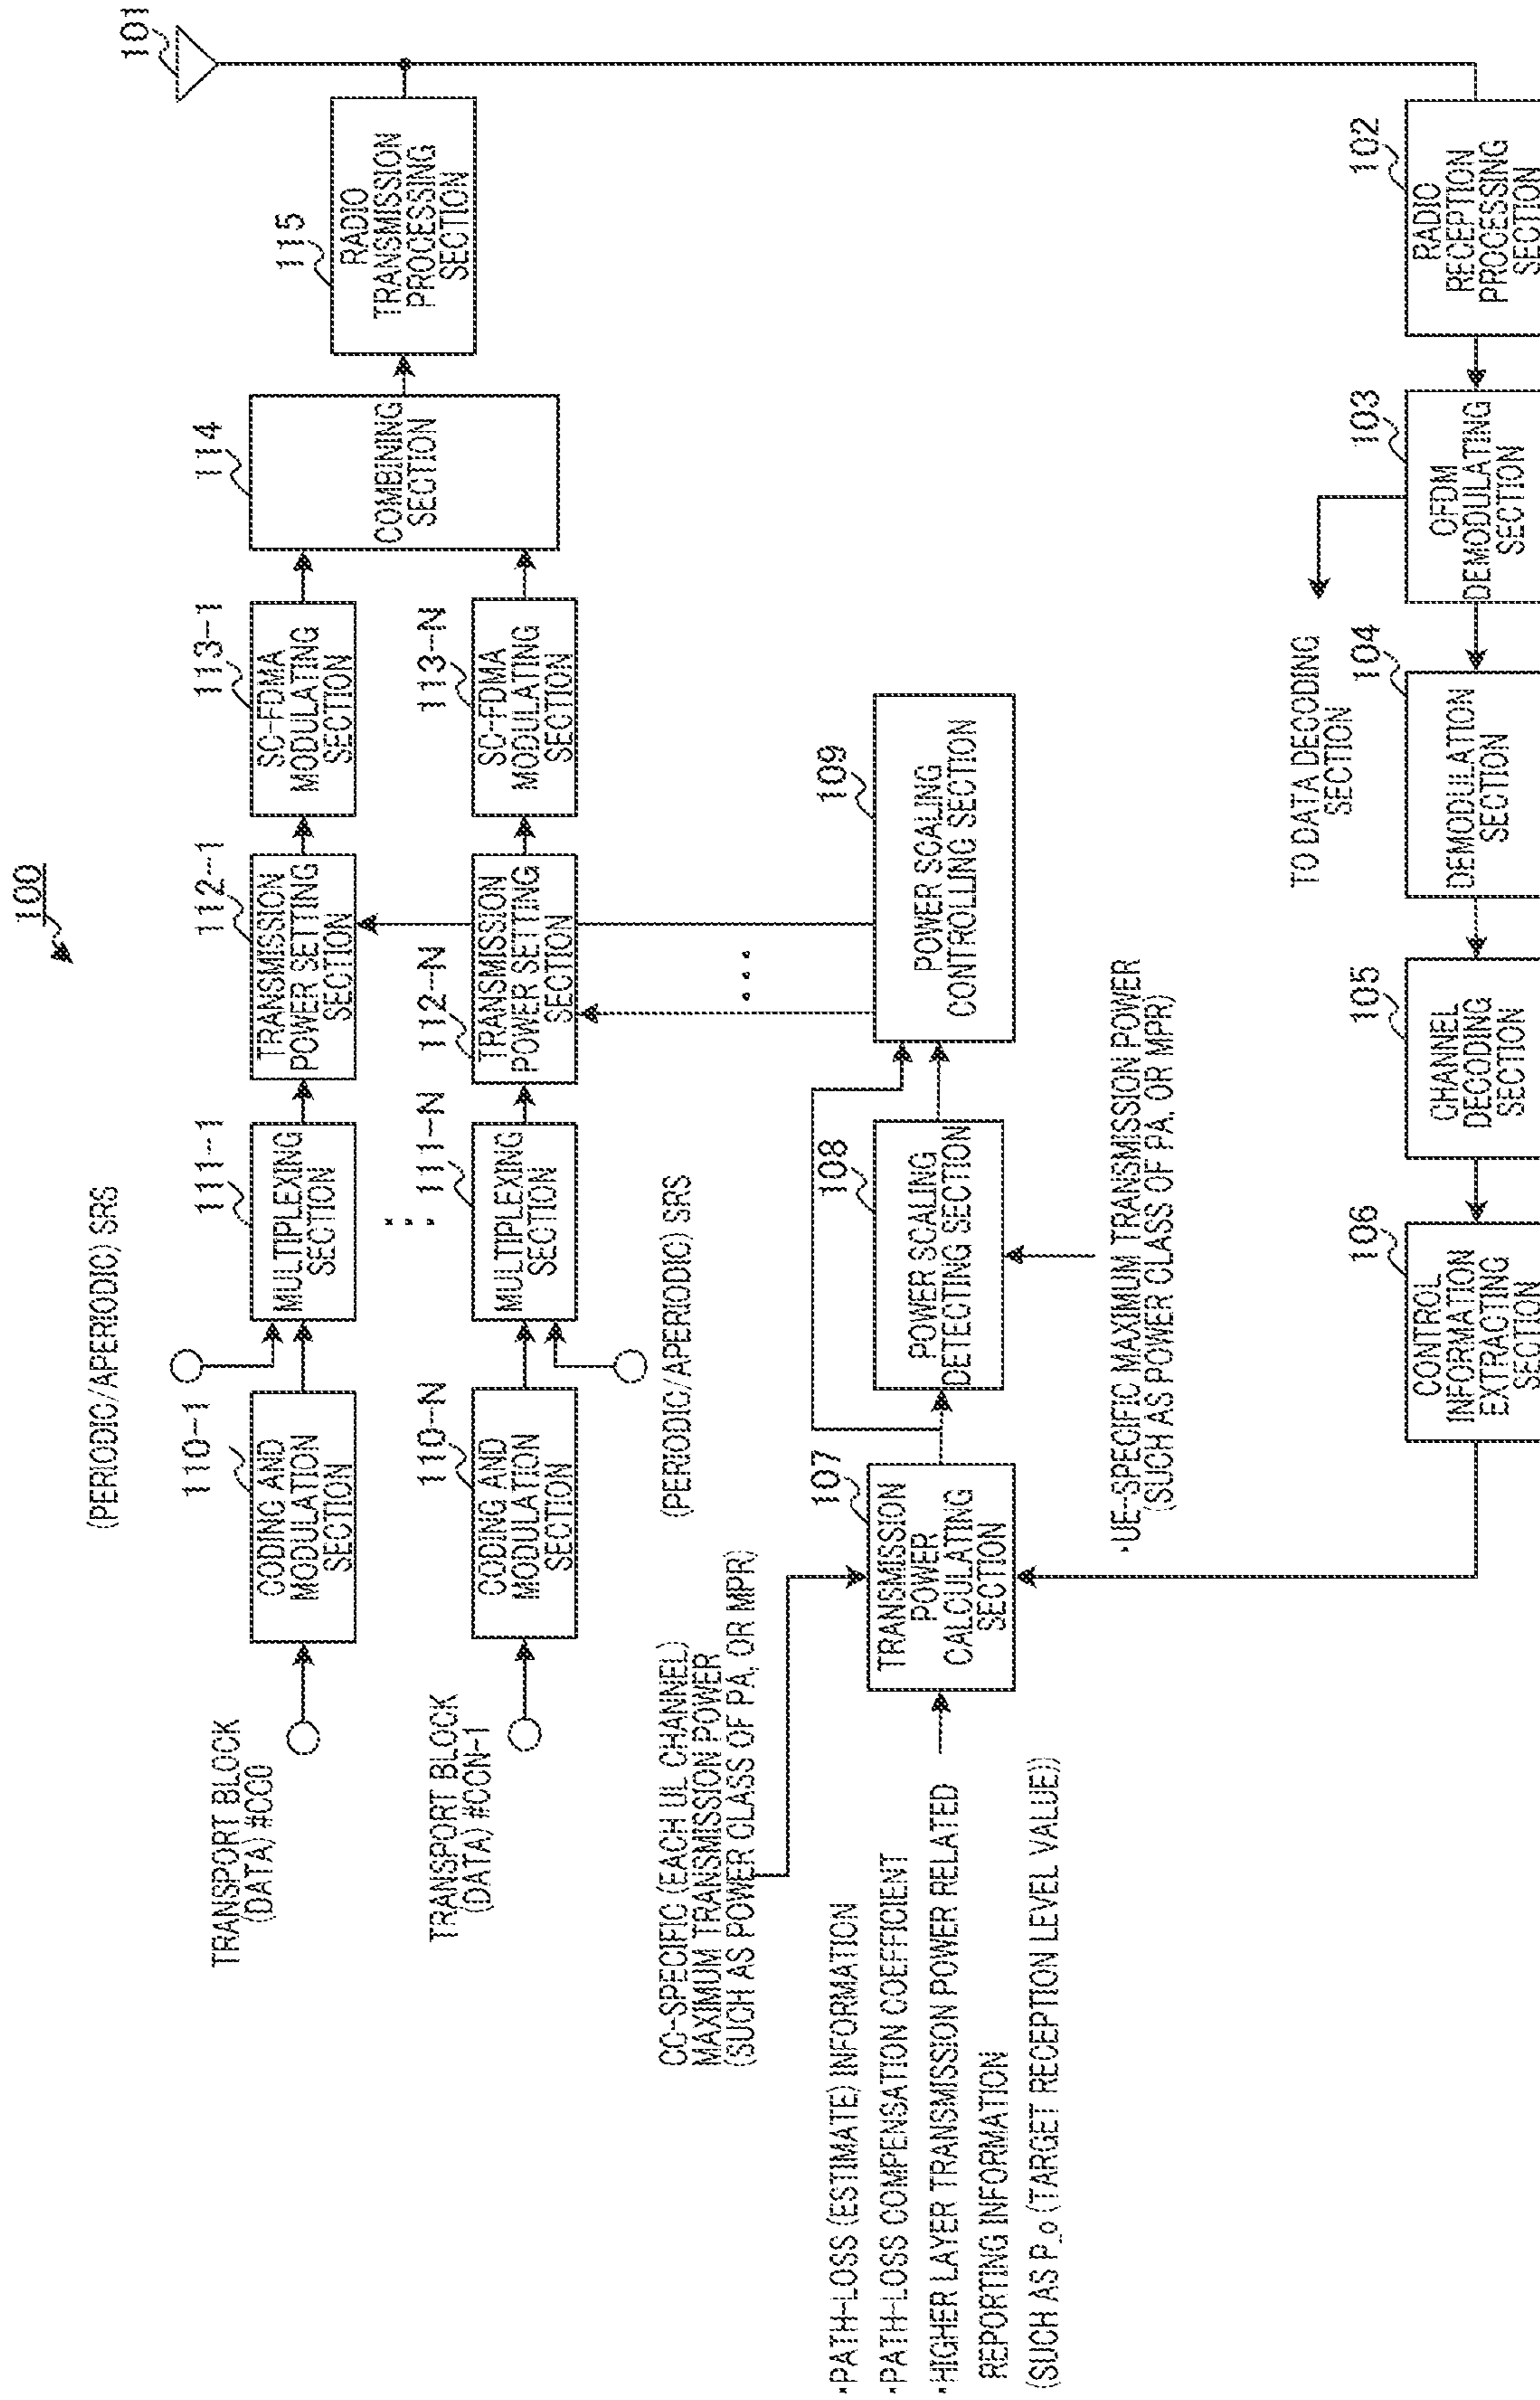 100
(PERIODIC/APERIODIC) SRS
TRANSPORT BLOCK
(DATA) #CC0
110-1
CODING AND
MODULATION
SECTION
111-1
MULTIPLEXING
SECTION
112-1
TRANSMISSION
POWER SETTING
SECTION
113-1
SC-FDMA
MODULATING
SECTION
114
COMBINING
SECTION
115
RADIO
TRANSMISSION
PROCESSING
SECTION
101
TRANSPORT BLOCK
(DATA) #CCN-1
110-N
CODING AND
MODULATION
SECTION
111-N
MULTIPLEXING
SECTION
112-N
TRANSMISSION
POWER SETTING
SECTION
113-N
SC-FDMA
MODULATING
SECTION
(PERIODIC/APERIODIC) SRS
CC-SPECIFIC (EACH UL CHANNEL)
MAXIMUM TRANSMISSION POWER
(SUCH AS POWER CLASS OF PA, OR MPR)
·PATH-LOSS (ESTIMATE) INFORMATION
·PATH-LOSS COMPENSATION COEFFICIENT
·HIGHER LAYER TRANSMISSION POWER RELATED
REPORTING INFORMATION
(SUCH AS P_o (TARGET RECEPTION LEVEL VALUE))
107
TRANSMISSION
POWER
CALCULATING
SECTION
108
POWER SCALING
DETECTING SECTION
109
POWER SCALING
CONTROLLING SECTION
·UE-SPECIFIC MAXIMUM TRANSMISSION POWER
(SUCH AS POWER CLASS OF PA, OR MPR)
TO DATA DECODING
SECTION
106
CONTROL
INFORMATION
EXTRACTING
SECTION
105
CHANNEL
DECODING
SECTION
104
DEMODULATION
SECTION
103
OFDM
DEMODULATING
SECTION
102
RADIO
RECEPTION
PROCESSING
SECTION